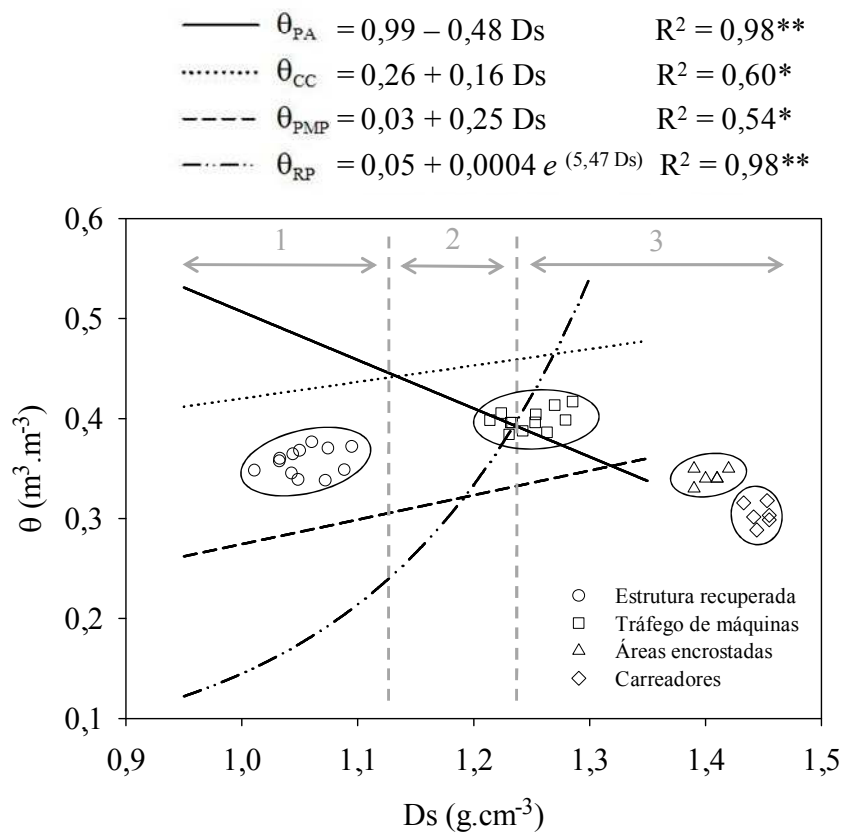 θPA = 0,99 – 0,48 Ds R² = 0,98**
θCC = 0,26 + 0,16 Ds R² = 0,60*
θPMP = 0,03 + 0,25 Ds R² = 0,54*
θRP = 0,05 + 0,0004 e (5,47 Ds) R² = 0,98**
1 2 3
0,6
0,5
0,4
0,3
0,2
0,1
θ (m³.m⁻³)
Estrutura recuperada
Tráfego de máquinas
Áreas encrostadas
Carreadores
0,9 1,0 1,1 1,2 1,3 1,4 1,5
Ds (g.cm⁻³)